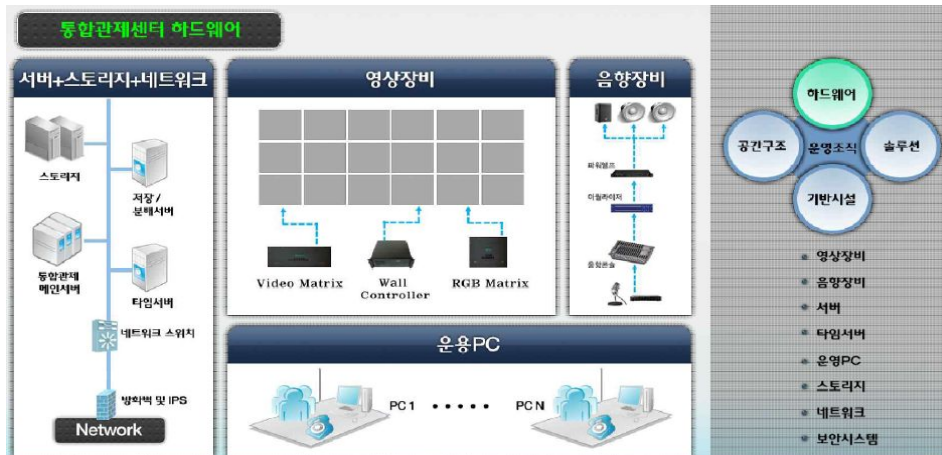 통합관제센터 하드웨어
서버+스토리지+네트워크
스토리지
저장 /
분배서버
통합관제
메인서버
타임서버
네트워크 스위치
방화벽 및 IPS
Network
영상장비
Video Matrix
Wall
Controller
RGB Matrix
음향장비
파워앰프
이퀄라이저
음향콘솔
운용PC
PC1
PC N
하드웨어
공간구조
운영조직
솔루션
기반시설
영상장비
음향장비
서버
타임서버
운영PC
스토리지
네트워크
보안시스템